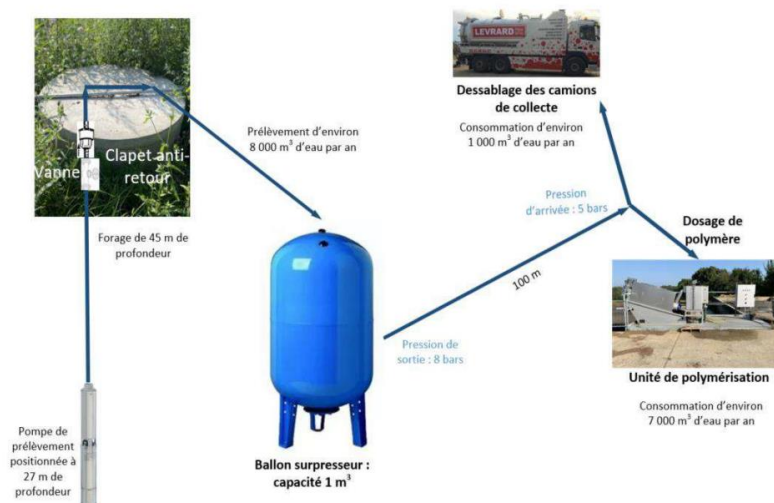 Vanne
Clapet anti-
retour
Forage de 45 m de
profondeur
Pompe de
prélèvement
positionnée à
27 m de
profondeur
Prélèvement d'environ
8 000 m³ d'eau par an
Ballon surpresseur :
capacité 1 m³
Pression de
sortie : 8 bars
100 m
Pression
d'arrivée : 5 bars
LEVRARD
Dessablage des camions
de collecte
Consommation d'environ
1 000 m³ d'eau par an
Dosage de
polymère
Unité de polymérisation
Consommation d'environ
7 000 m³ d'eau par an